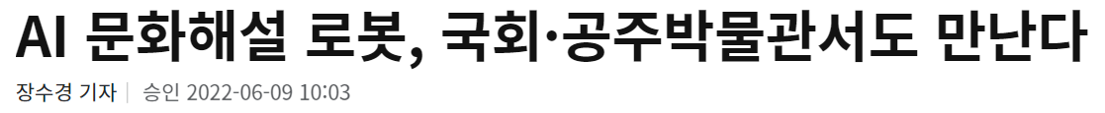 AI 문화해설 로봇, 국회·공주박물관서도 만난다
장수경 기자 | 승인 2022-06-09 10:03